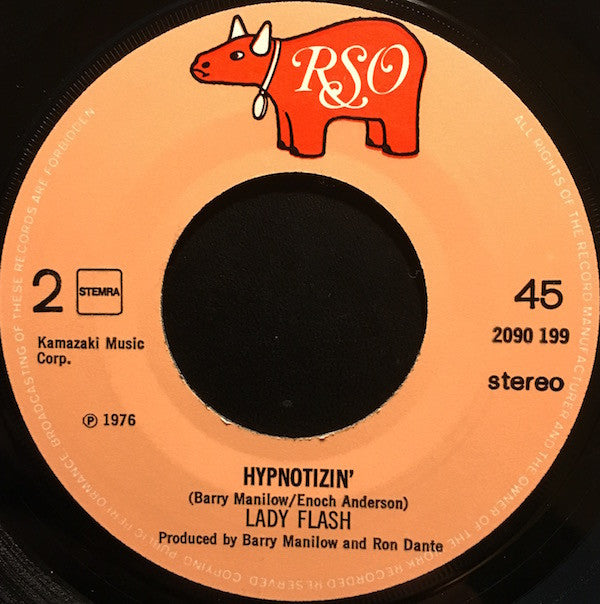 RSO
2 STEMRA
Kamazaki Music
Corp.
℗ 1976
45
2090 199
stereo
HYPNOTIZIN'
(Barry Manilow/Enoch Anderson)
LADY FLASH
Produced by Barry Manilow and Ron Dante
ALL RIGHTS OF THE RECORD MANUFACTURER AND OF THE OWNER OF THE WORK RECORDED RESERVED COPYING PUBLIC PERFORMANCE BROADCASTING OF THESE RECORDS ARE FORBIDDEN